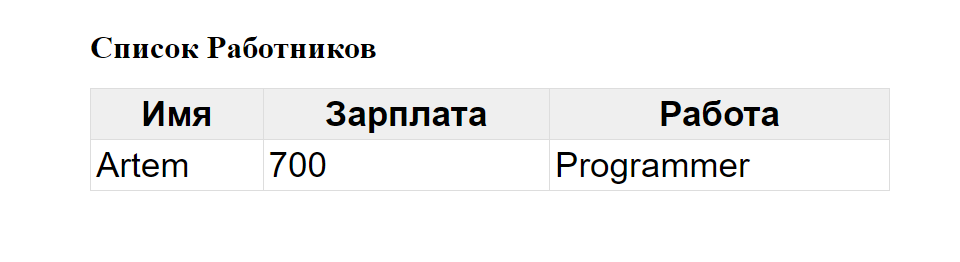 Список Работников
Имя Зарплата Работа
Artem 700 Programmer